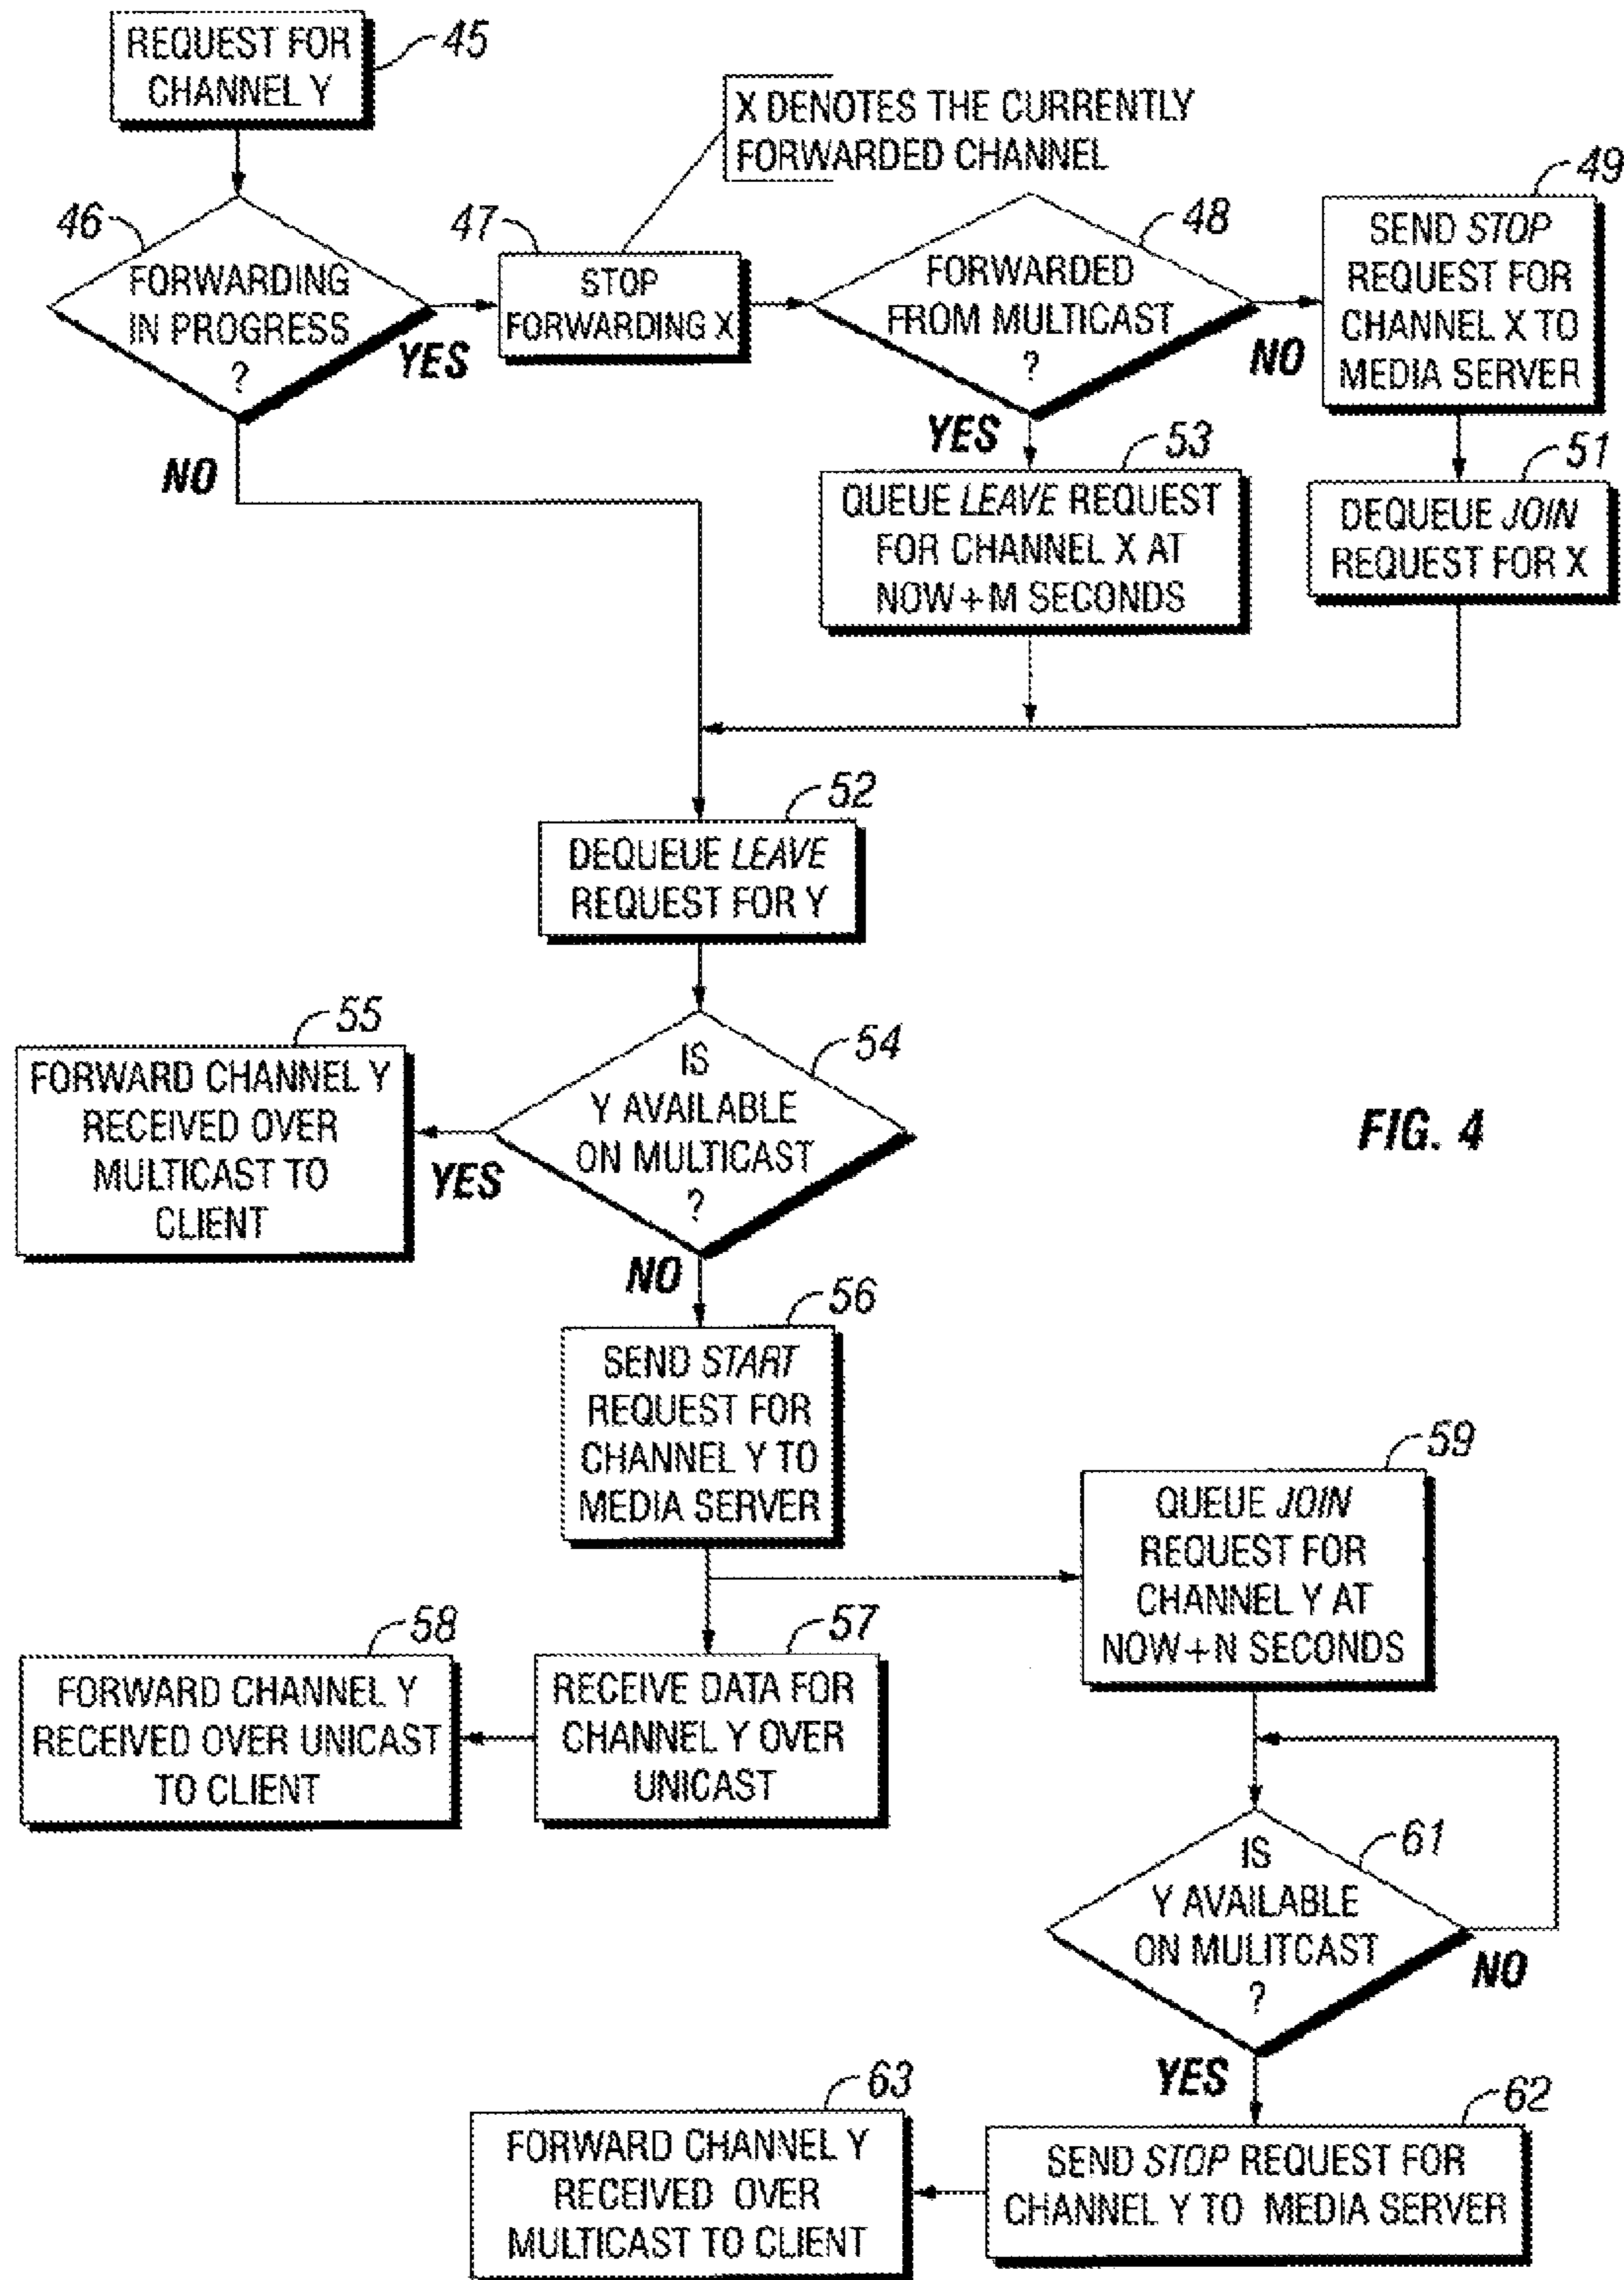 REQUEST FOR
CHANNEL Y
45
X DENOTES THE CURRENTLY
FORWARDED CHANNEL
46
FORWARDING
IN PROGRESS
?
YES
NO
47
STOP
FORWARDING X
48
FORWARDED
FROM MULTICAST
?
NO
YES
49
SEND STOP
REQUEST FOR
CHANNEL X TO
MEDIA SERVER
53
QUEUE LEAVE REQUEST
FOR CHANNEL X AT
NOW+M SECONDS
51
DEQUEUE JOIN
REQUEST FOR X
52
DEQUEUE LEAVE
REQUEST FOR Y
54
IS
Y AVAILABLE
ON MULTICAST
?
YES
NO
55
FORWARD CHANNEL Y
RECEIVED OVER
MULTICAST TO
CLIENT
FIG. 4
56
SEND START
REQUEST FOR
CHANNEL Y TO
MEDIA SERVER
59
QUEUE JOIN
REQUEST FOR
CHANNEL Y AT
NOW+N SECONDS
57
RECEIVE DATA FOR
CHANNEL Y OVER
UNICAST
58
FORWARD CHANNEL Y
RECEIVED OVER UNICAST
TO CLIENT
61
IS
Y AVAILABLE
ON MULITCAST
?
NO
YES
62
SEND STOP REQUEST FOR
CHANNEL Y TO MEDIA SERVER
63
FORWARD CHANNEL Y
RECEIVED OVER
MULTICAST TO CLIENT